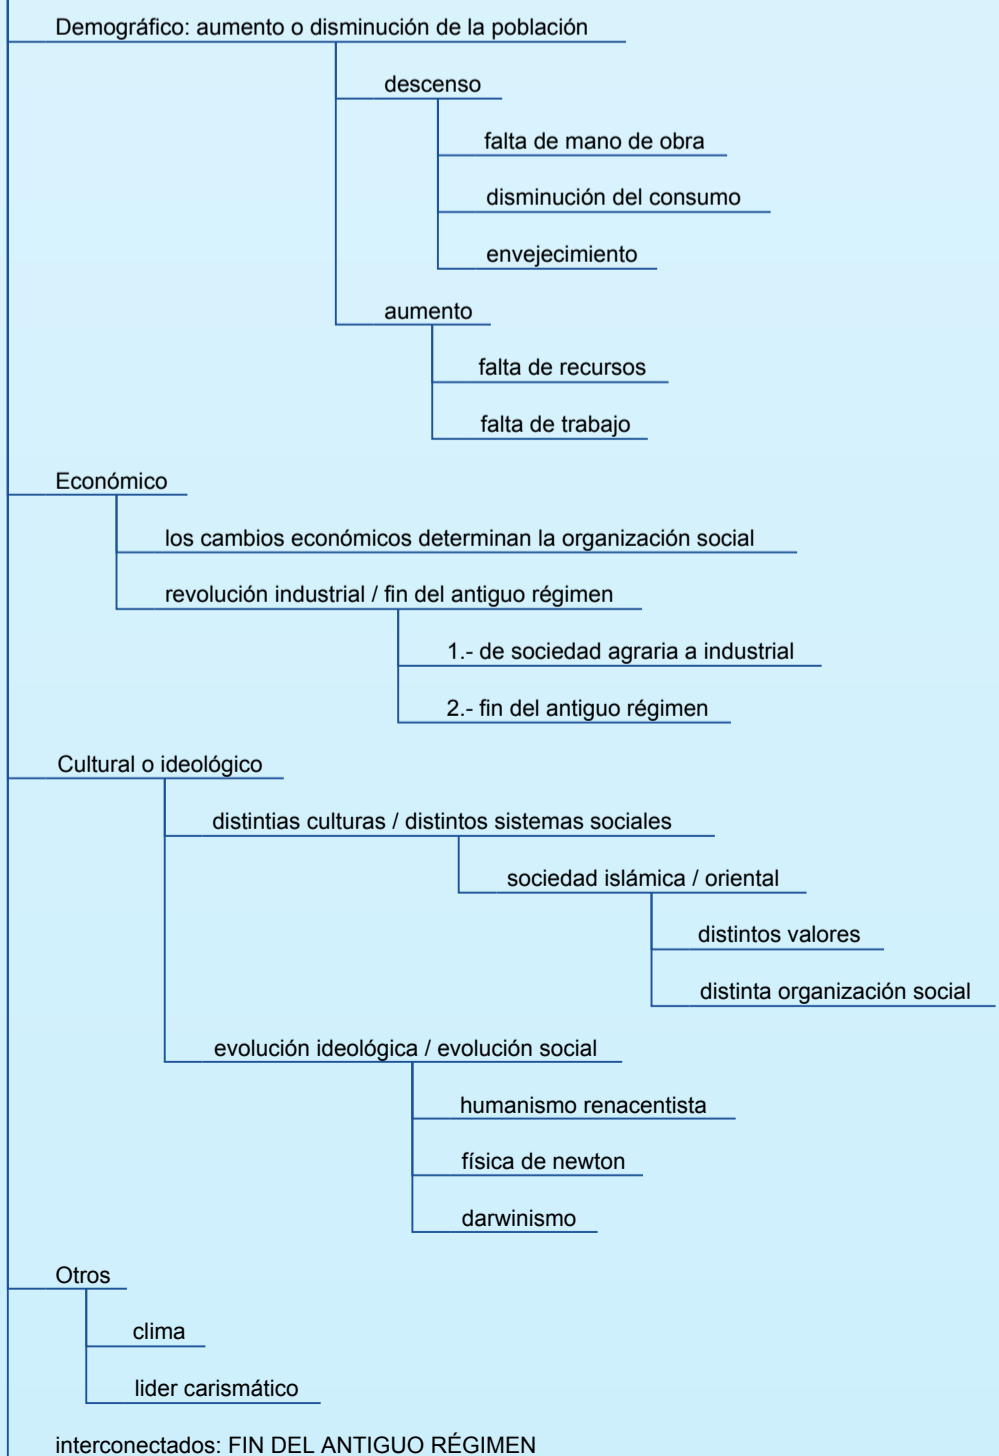 Demográfico: aumento o disminución de la población
descenso
falta de mano de obra
disminución del consumo
envejecimiento
aumento
falta de recursos
falta de trabajo
Económico
los cambios económicos determinan la organización social
revolución industrial / fin del antiguo régimen
1.- de sociedad agraria a industrial
2.- fin del antiguo régimen
Cultural o ideológico
distintias culturas / distintos sistemas sociales
sociedad islámica / oriental
distintos valores
distinta organización social
evolución ideológica / evolución social
humanismo renacentista
física de newton
darwinismo
Otros
clima
lider carismático
interconectados: FIN DEL ANTIGUO RÉGIMEN